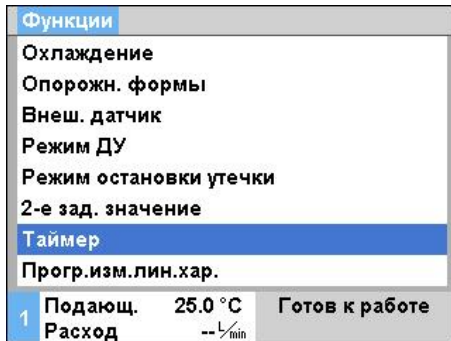 Функции
Охлаждение
Опорожн. формы
Внеш. датчик
Режим ДУ
Режим остановки утечки
2-е зад. значение
Таймер
Прогр.изм.лин.хар.
1 Подающ. 25.0 °C Готов к работе
Расход -- L/min